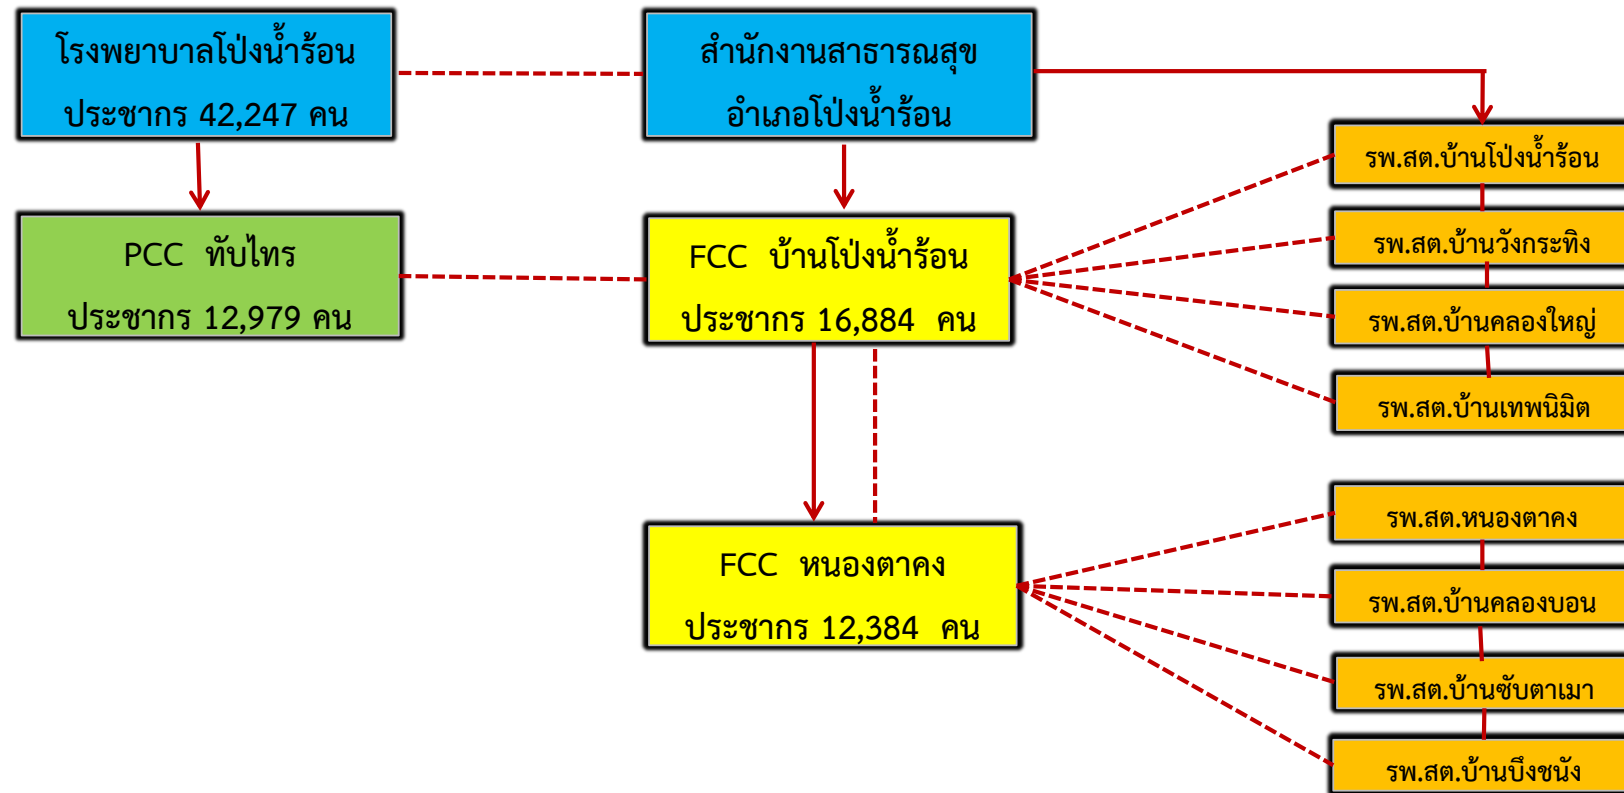 โรงพยาบาลโป่งน้ำร้อน
ประชากร 42,247 คน
สำนักงานสาธารณสุข
อำเภอโป่งน้ำร้อน
PCC ทับไทร
ประชากร 12,979 คน
FCC บ้านโป่งน้ำร้อน
ประชากร 16,884 คน
FCC หนองตาคง
ประชากร 12,384 คน
รพ.สต.บ้านโป่งน้ำร้อน
รพ.สต.บ้านวังกระทิง
รพ.สต.บ้านคลองใหญ่
รพ.สต.บ้านเทพนิมิต
รพ.สต.หนองตาคง
รพ.สต.บ้านคลองบอน
รพ.สต.บ้านซับตาเมา
รพ.สต.บ้านบึงชนัง